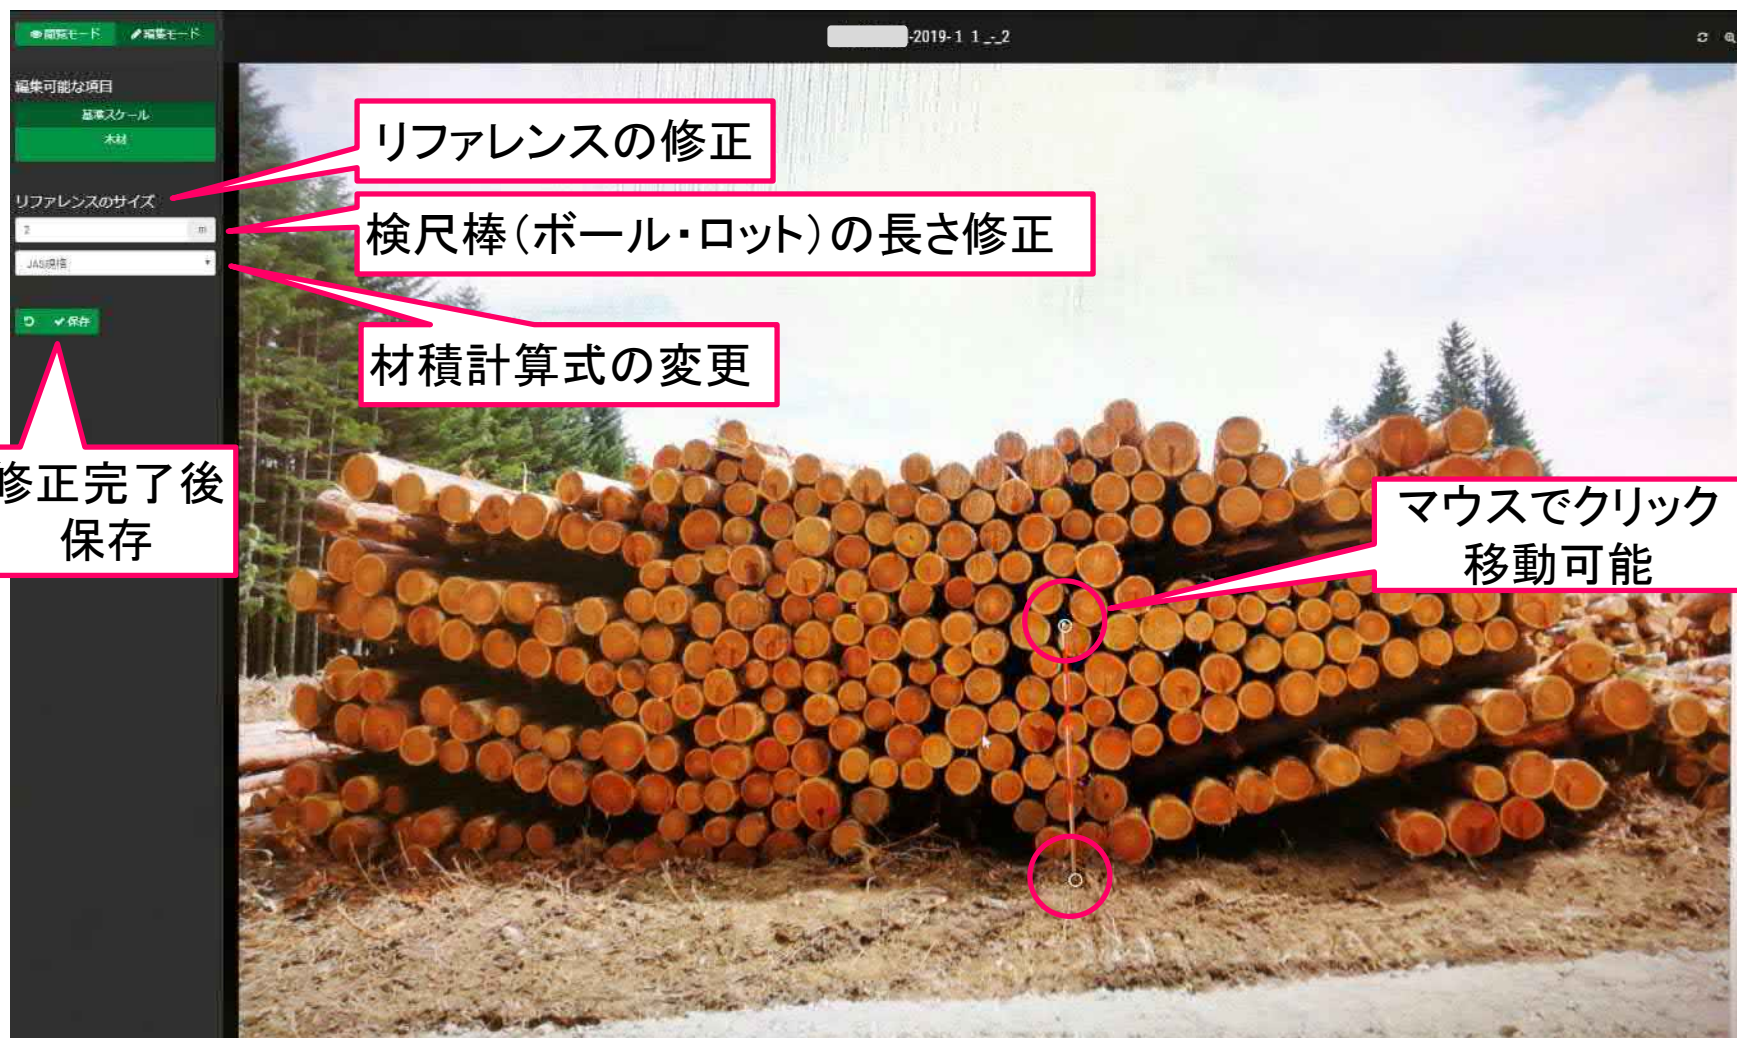 閲覧モード 編集モード
-2019-1 1_-_2
編集可能な項目
基準スケール
木材
リファレンスの修正
リファレンスのサイズ
2 m
検尺棒（ボール・ロット）の長さ修正
JAS規格
保存
材積計算式の変更
修正完了後
保存
マウスでクリック
移動可能